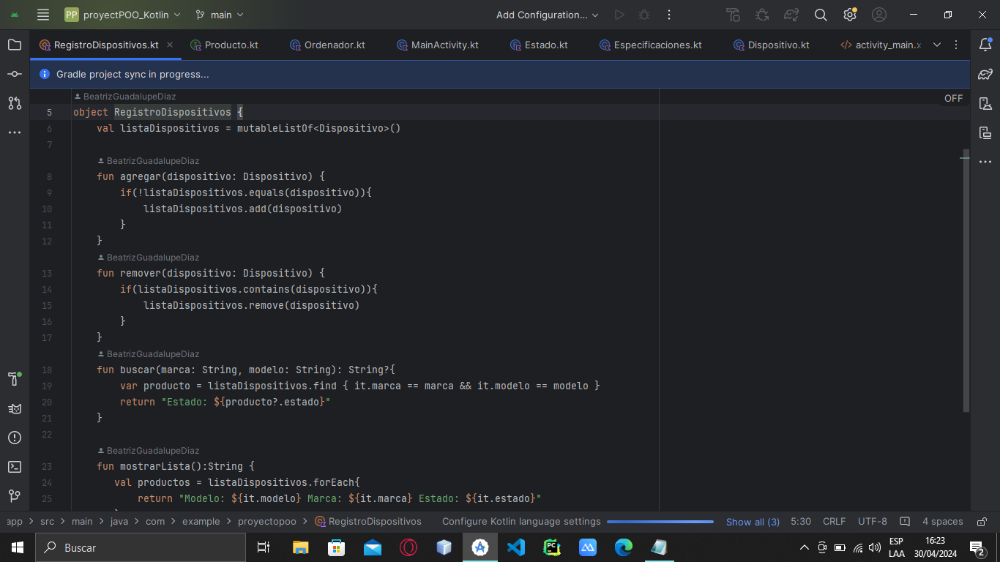 PP proyectPOO_Kotlin main Add Configuration...
RegistroDispositivos.kt Producto.kt Ordenador.kt MainActivity.kt Estado.kt Especificaciones.kt Dispositivo.kt activity_main.x
Gradle project sync in progress...
BeatrizGuadalupeDiaz
OFF
5 object RegistroDispositivos {
6 val listaDispositivos = mutableListOf<Dispositivo>()
7
BeatrizGuadalupeDiaz
8 fun agregar(dispositivo: Dispositivo) {
9 if(!listaDispositivos.equals(dispositivo)){
10 listaDispositivos.add(dispositivo)
11 }
12 }
BeatrizGuadalupeDiaz
13 fun remover(dispositivo: Dispositivo) {
14 if(listaDispositivos.contains(dispositivo)){
15 listaDispositivos.remove(dispositivo)
16 }
17 }
BeatrizGuadalupeDiaz
18 fun buscar(marca: String, modelo: String): String?{
19 var producto = listaDispositivos.find { it.marca == marca && it.modelo == modelo }
20 return "Estado: ${producto?.estado}"
21 }
22
BeatrizGuadalupeDiaz
23 fun mostrarLista():String {
24 val productos = listaDispositivos.forEach{
25 return "Modelo: ${it.modelo} Marca: ${it.marca} Estado: ${it.estado}"
app > src > main > java > com > example > proyectopoo > RegistroDispositivos Configure Kotlin language settings Show all (3) 5:30 CRLF UTF-8 4 spaces
Buscar
PC
ESP
LAA
16:23
30/04/2024
2